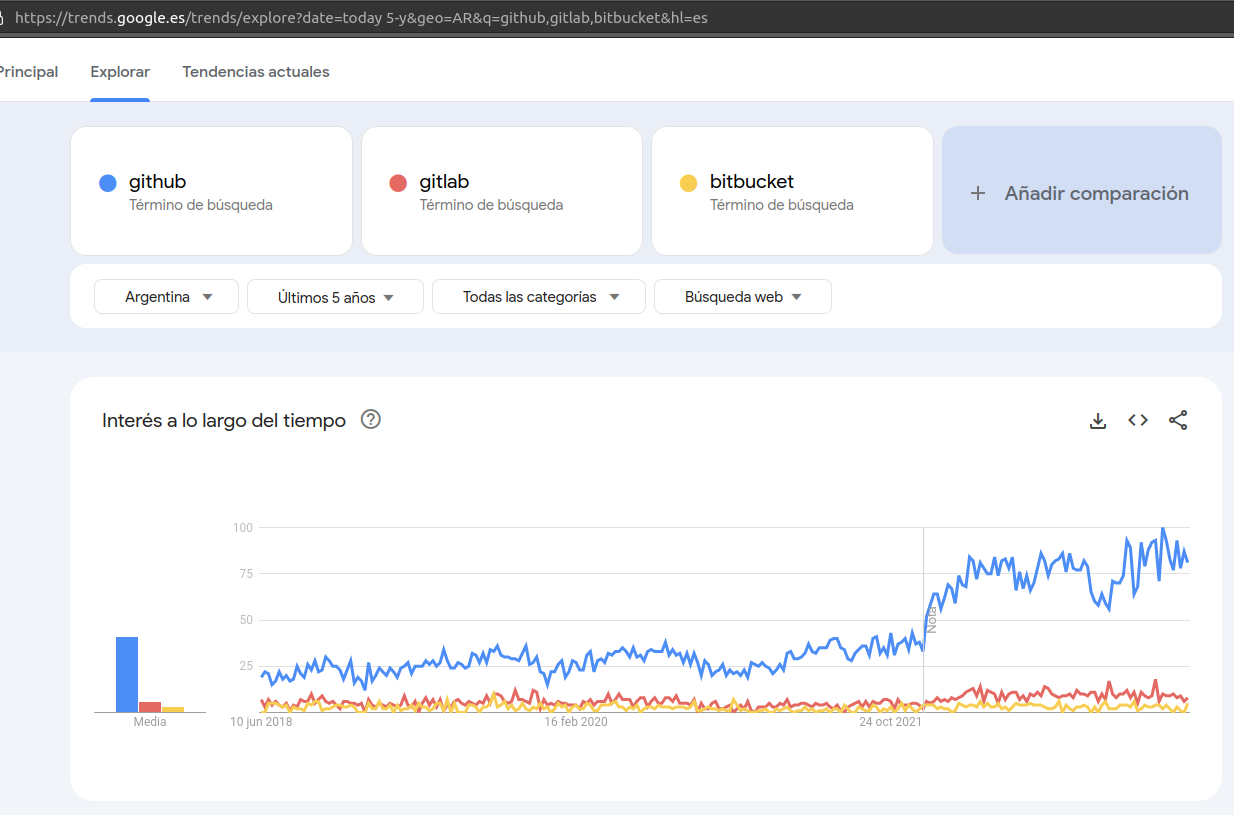 https://trends.google.es/trends/explore?date=today 5-y&geo=AR&q=github,gitlab,bitbucket&hl=es
Principal Explorar Tendencias actuales
github
Término de búsqueda
gitlab
Término de búsqueda
bitbucket
Término de búsqueda
+ Añadir comparación
Argentina
Últimos 5 años
Todas las categorías
Búsqueda web
Interés a lo largo del tiempo
100
75
50
25
Nota
Media
10 jun 2018
16 feb 2020
24 oct 2021